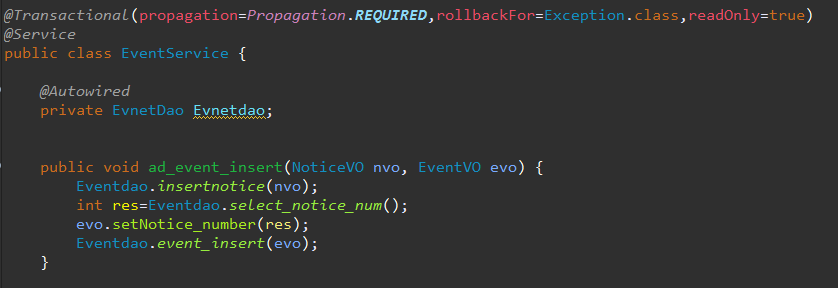 @Transactional(propagation=Propagation.REQUIRED,rollbackFor=Exception.class,readOnly=true)
@Service
public class EventService {
@Autowired
private EvnetDao Evnetdao;
public void ad_event_insert(NoticeVO nvo, EventVO evo) {
Eventdao.insertnotice(nvo);
int res=Eventdao.select_notice_num();
evo.setNotice_number(res);
Eventdao.event_insert(evo);
}